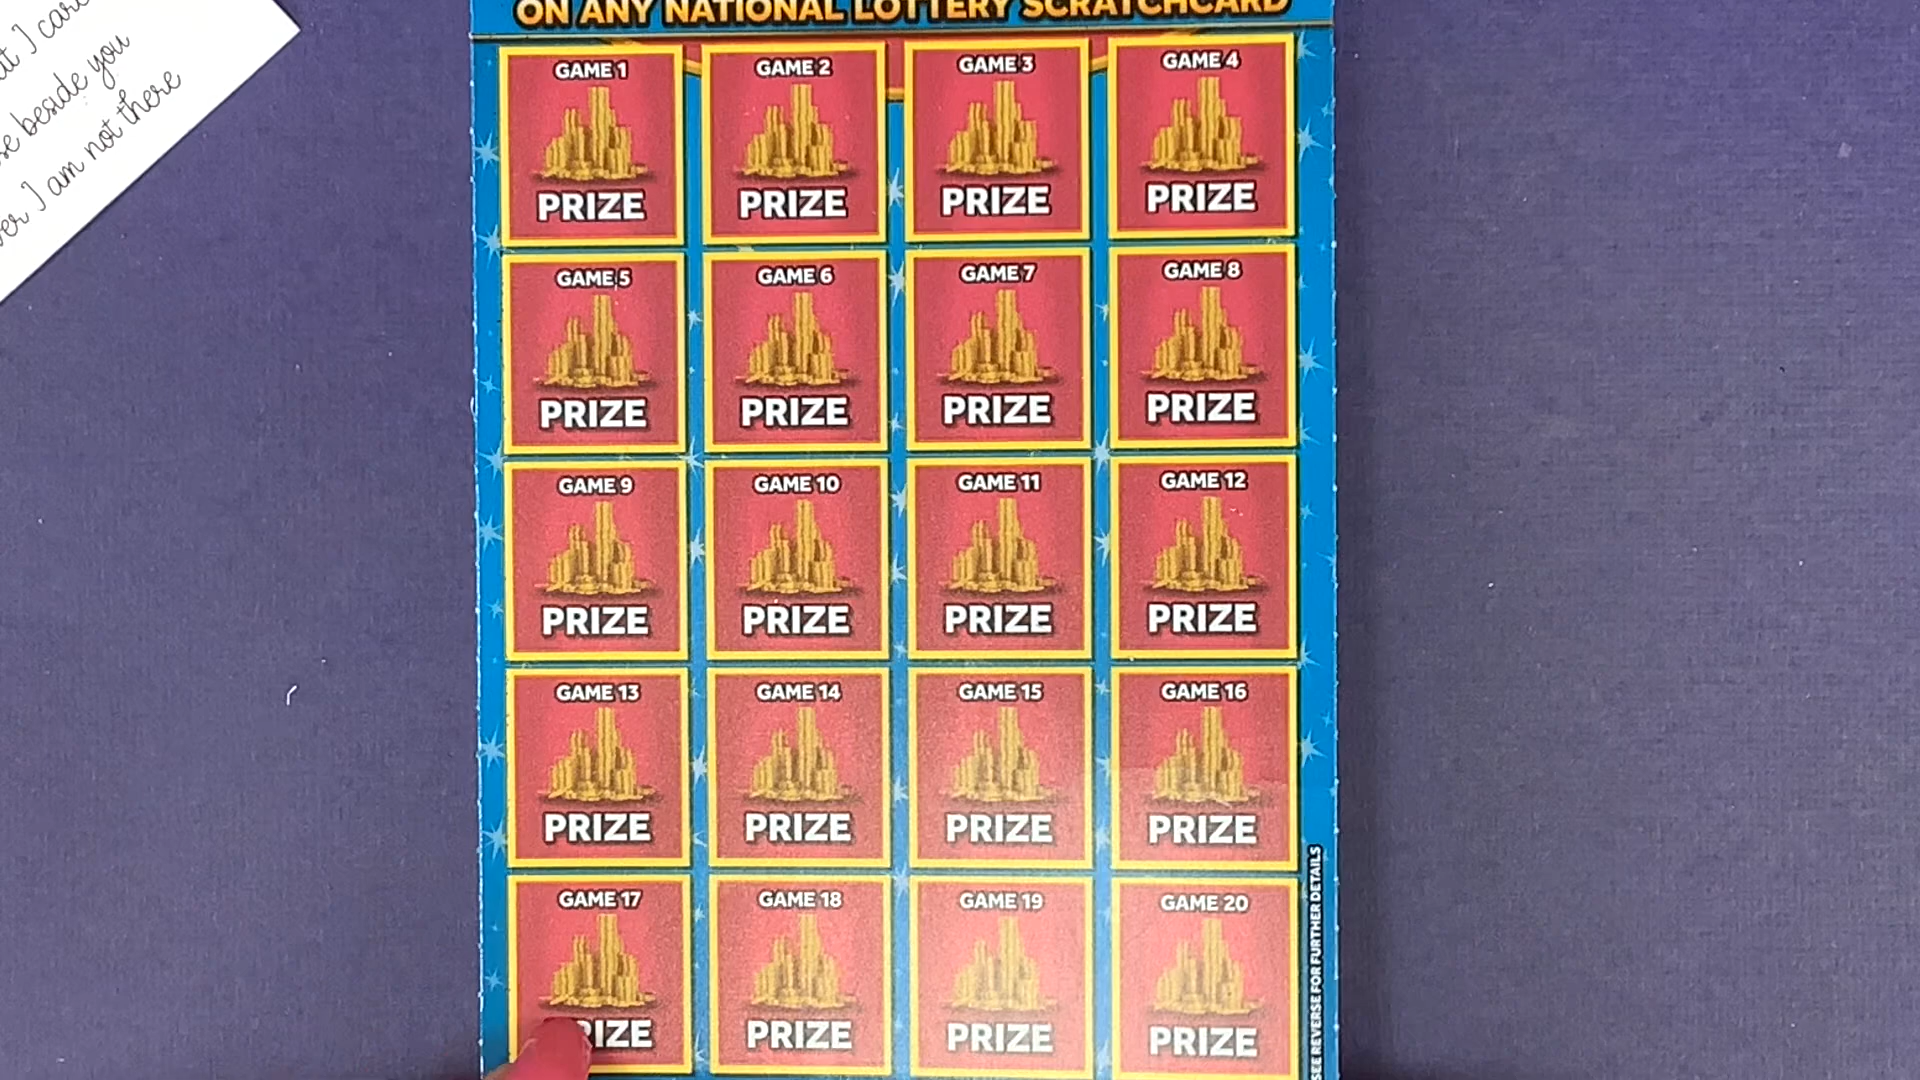 ON ANY NATIONAL LOTTERY SCRATCHCARD
I care
beside you
I am not there
GAME 1
PRIZE
GAME 2
PRIZE
GAME 3
PRIZE
GAME 4
PRIZE
GAME 5
PRIZE
GAME 6
PRIZE
GAME 7
PRIZE
GAME 8
PRIZE
GAME 9
PRIZE
GAME 10
PRIZE
GAME 11
PRIZE
GAME 12
PRIZE
GAME 13
PRIZE
GAME 14
PRIZE
GAME 15
PRIZE
GAME 16
PRIZE
GAME 17
RIZE
GAME 18
PRIZE
GAME 19
PRIZE
GAME 20
PRIZE
SEE REVERSE FOR FURTHER DETAILS